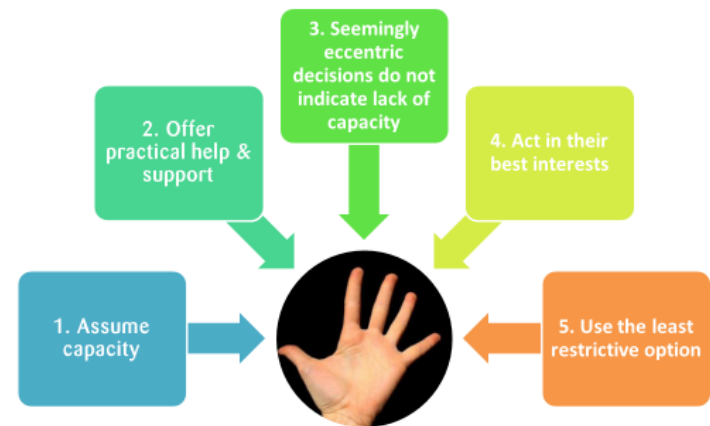 1. Assume
capacity
2. Offer
practical help &
support
3. Seemingly
eccentric
decisions do not
indicate lack of
capacity
4. Act in their
best interests
5. Use the least
restrictive option